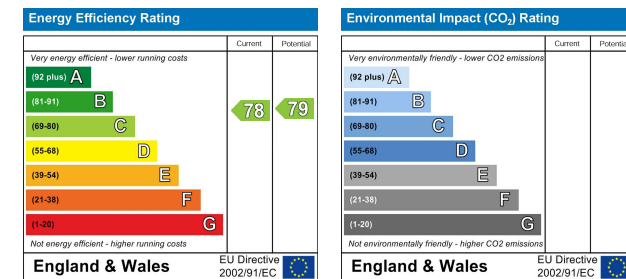 Energy Efficiency Rating
Current Potential
Very energy efficient - lower running costs
(92 plus) A
(81-91) B
(69-80) C
(55-68) D
(39-54) E
(21-38) F
(1-20) G
78 79
Not energy efficient - higher running costs
England & Wales
EU Directive
2002/91/EC
Environmental Impact (CO2) Rating
Current Potential
Very environmentally friendly - lower CO2 emissions
(92 plus) A
(81-91) B
(69-80) C
(55-68) D
(39-54) E
(21-38) F
(1-20) G
Not environmentally friendly - higher CO2 emissions
England & Wales
EU Directive
2002/91/EC